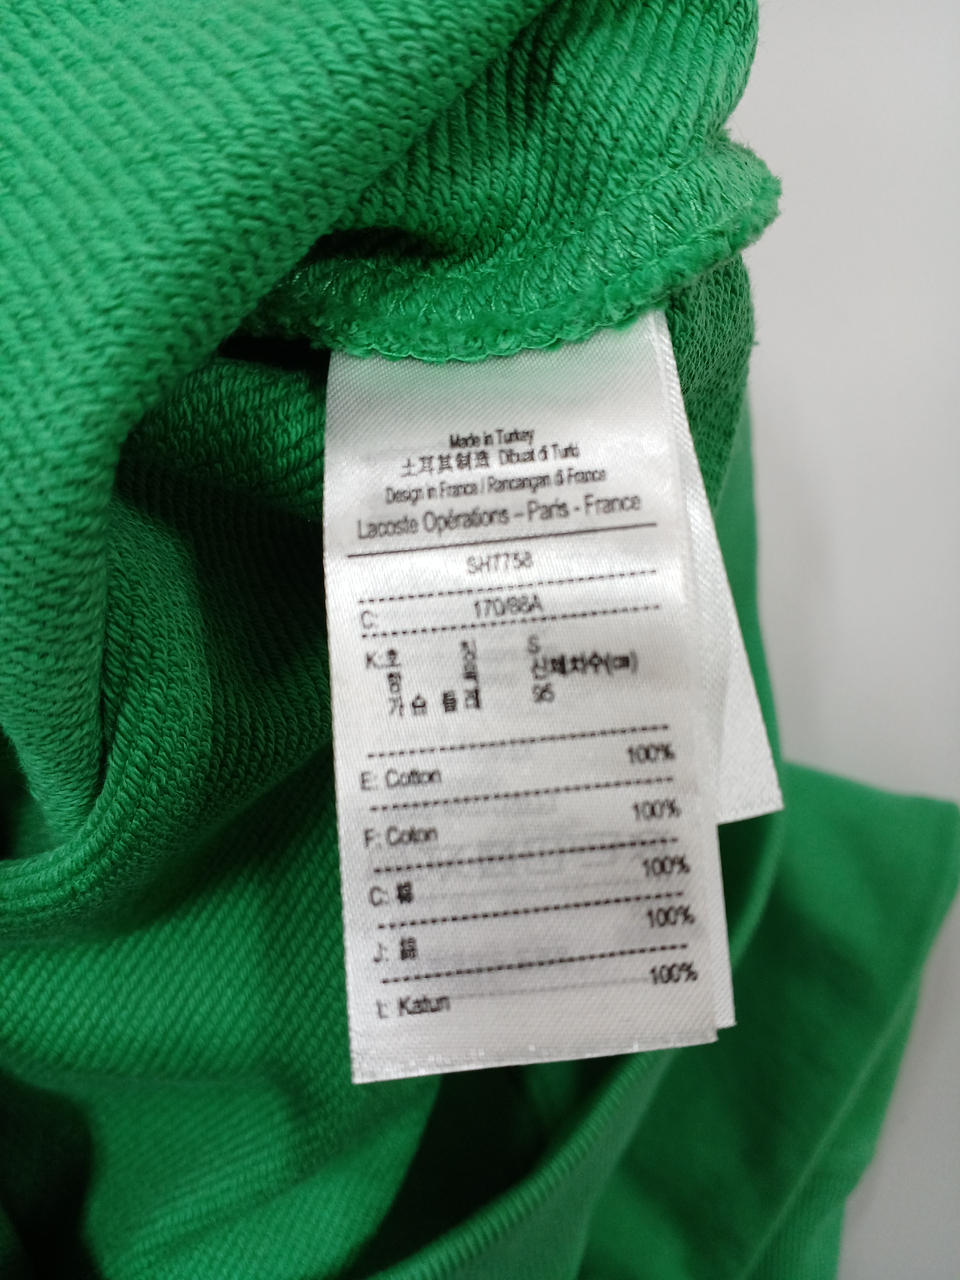 Made in Turkey
土耳其制造 Dibuat di Turki
Design in France / Rancangan di France
Lacoste Opérations – Paris - France
SH7758
C: 170/88A
K: 호 칭 S
항 목 신체치수(cm)
가슴 둘레 95
100%
E: Cotton
100%
F: Coton
100%
C: 棉
100%
J: 綿
100%
I: Katun